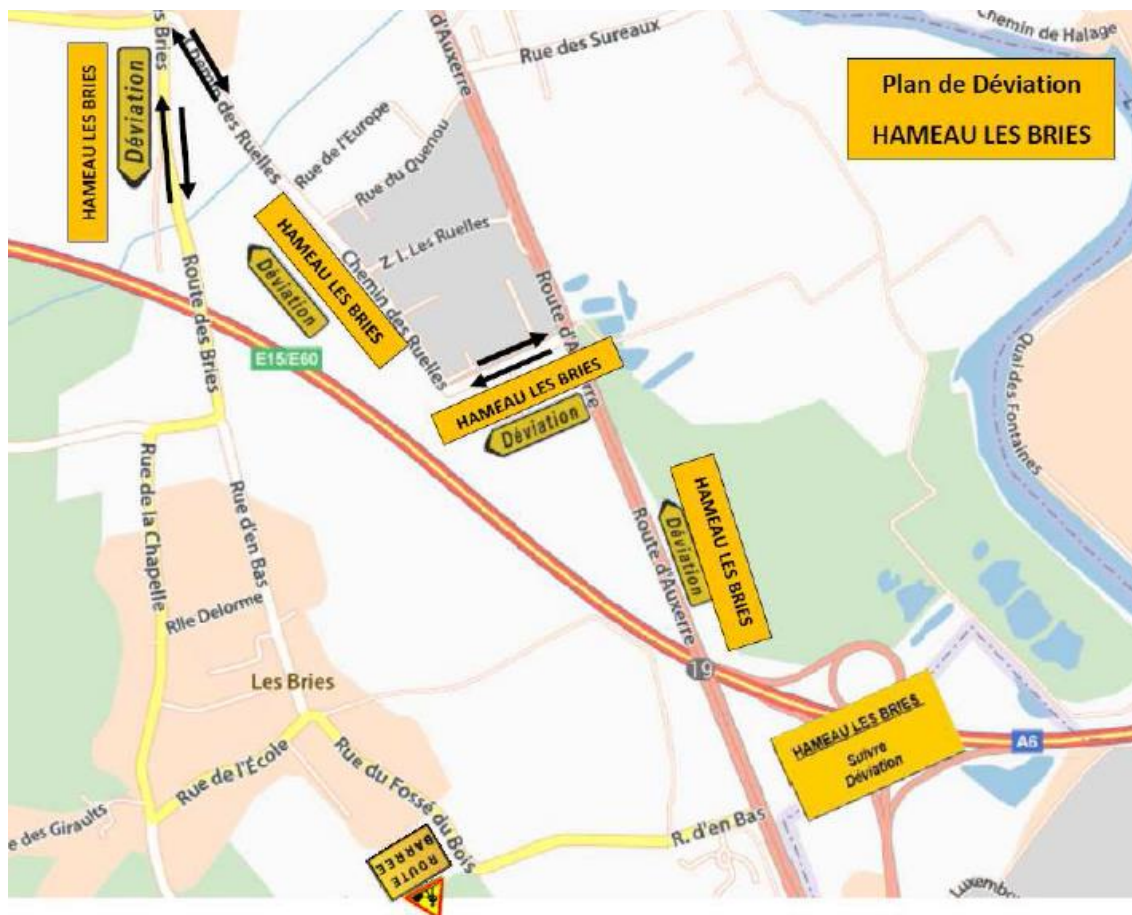 Plan de Déviation
HAMEAU LES BRIES
s Bries
HAMEAU LES BRIES
Déviation
Chemin des Ruelles
d'Auxerre
Rue des Sureaux
Chemin de Halage
Rue de l'Europe
Rue du Quenou
Z. I. Les Ruelles
HAMEAU LES BRIES
Déviation
Chemin des Ruelles
Route d'A
rre
HAMEAU LES BRIES
Déviation
Route des Bries
E15/E60
Quai des Fontaines
HAMEAU LES BRIES
Déviation
Route d'Auxerre
Rue de la Chapelle
Rue d'en Bas
Rlle Delorme
Les Bries
19
HAMEAU LES BRIES
Suivre
Déviation
A6
Rue de l'École
Rue du Fossé du Bois
e des Giraults
R. d'en Bas
ROUTE
BARRÉE
Luxembo